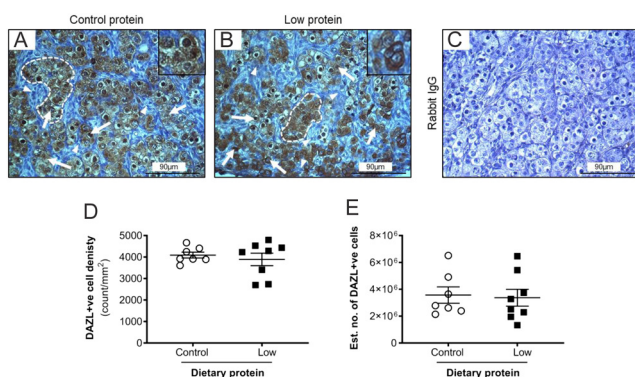 Control protein
Low protein
A
B
C
Rabbit IgG
90μm
90μm
90μm
D
E
DAZL+ve cell denisty
(count/mm²)
5000
4000
3000
2000
1000
0
Control
Low
Dietary protein
Est. no. of DAZL+ve cells
8×10⁶
6×10⁶
4×10⁶
2×10⁶
0
Control
Low
Dietary protein